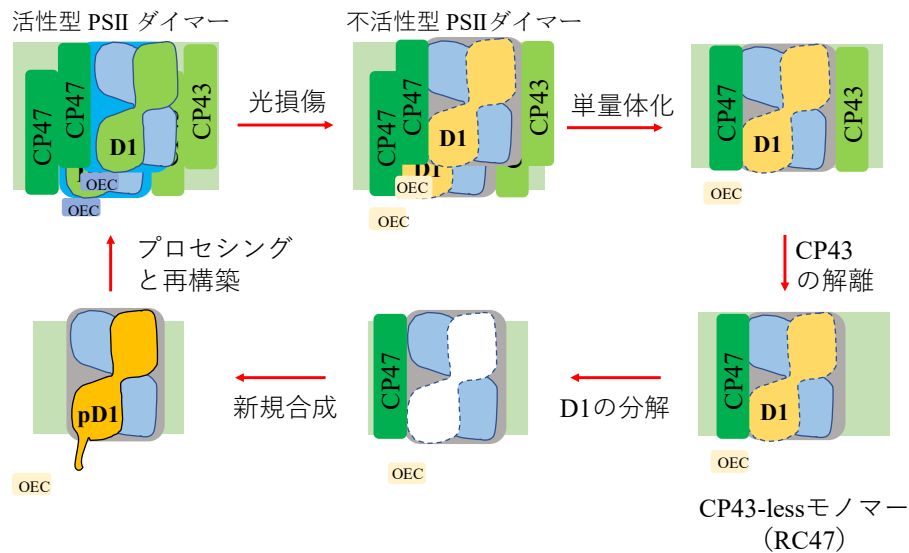 活性型 PSII ダイマー
不活性型 PSIIダイマー
CP47
CP47
D1
CP43
OEC
OEC
光損傷
CP47
CP47
D1
D1
CP43
OEC
OEC
単量体化
CP47
D1
CP43
OEC
プロセシング
と再構築
CP43
の解離
pD1
OEC
新規合成
CP47
OEC
D1の分解
CP47
D1
OEC
CP43-lessモノマー
（RC47）